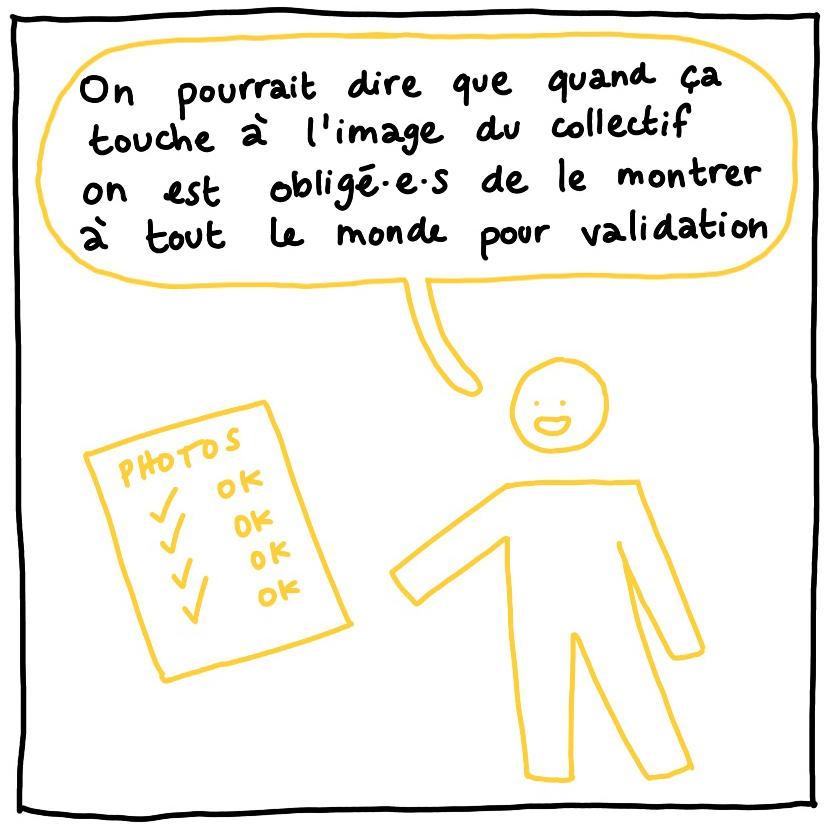 On pourrait dire que quand ça
touche à l'image du collectif
on est obligé·e·s de le montrer
à tout le monde pour validation
PHOTOS
✓ OK
✓ OK
✓ OK
✓ OK